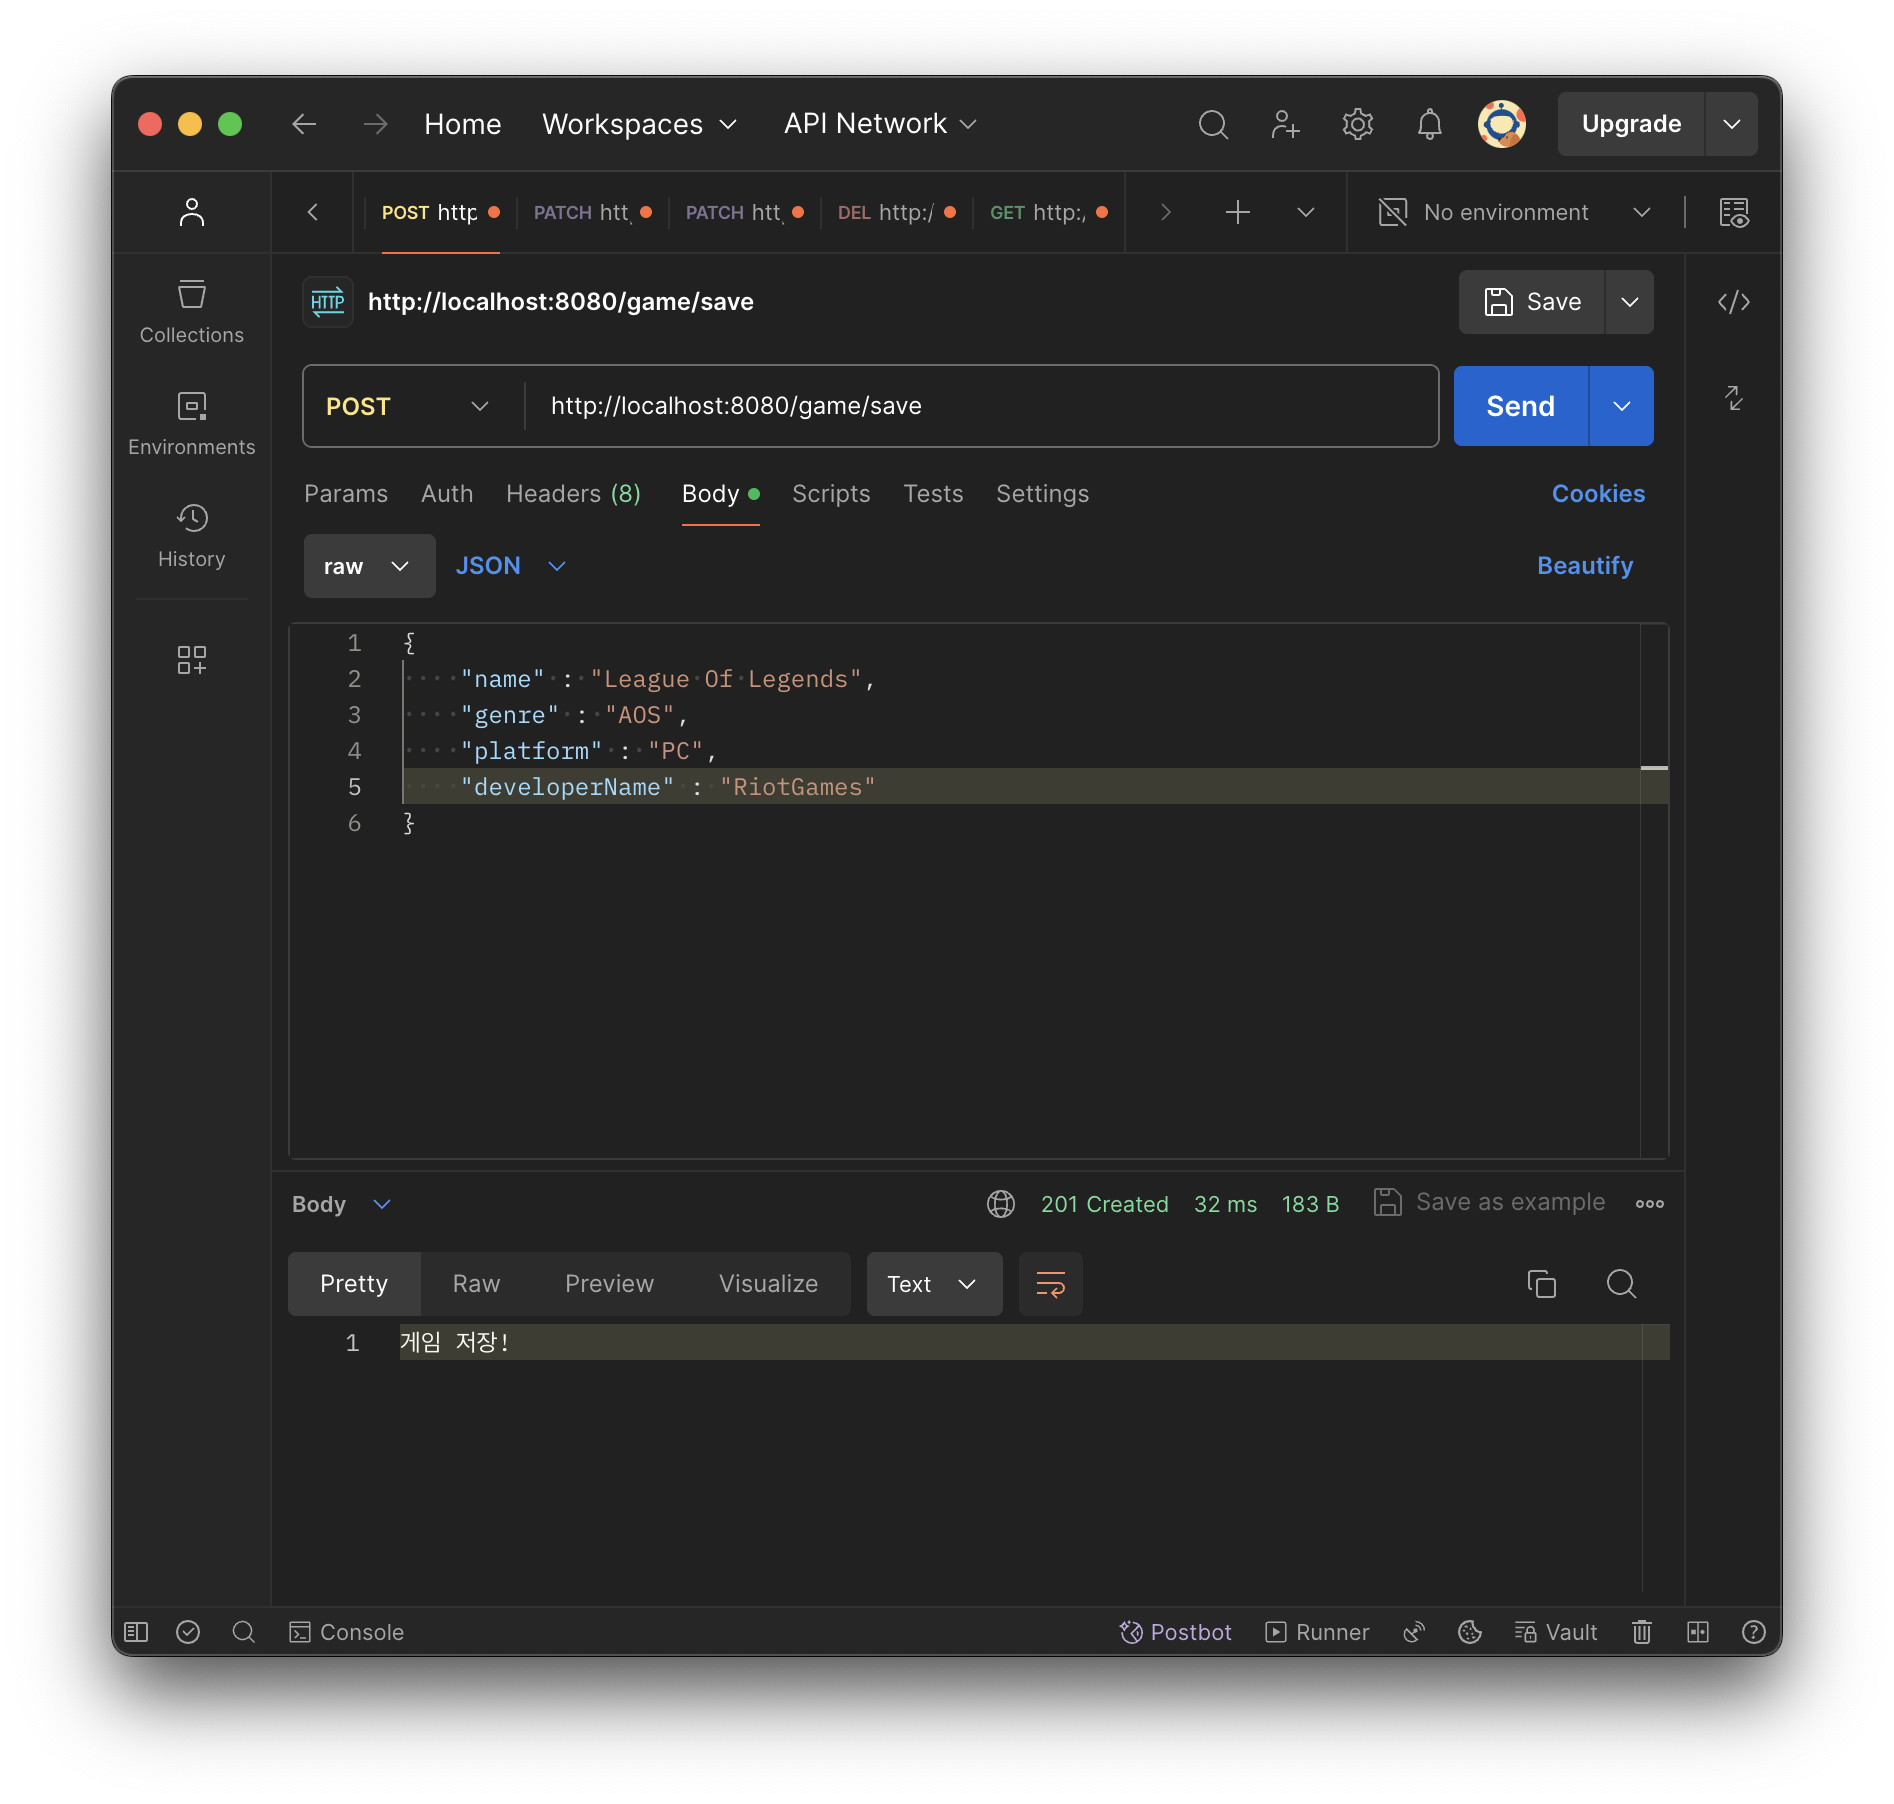 Home Workspaces API Network Upgrade
POST http PATCH htt PATCH htt DEL http:/ GET http:/ No environment
HTTP http://localhost:8080/game/save Save
Collections
POST http://localhost:8080/game/save Send
Environments
Params Auth Headers (8) Body Scripts Tests Settings Cookies
History
raw JSON Beautify
1 {
2 "name" : "League Of Legends",
3 "genre" : "AOS",
4 "platform" : "PC",
5 "developerName" : "RiotGames"
6 }
Body 201 Created 32 ms 183 B Save as example
Pretty Raw Preview Visualize Text
1 게임 저장!
Console Postbot Runner Vault